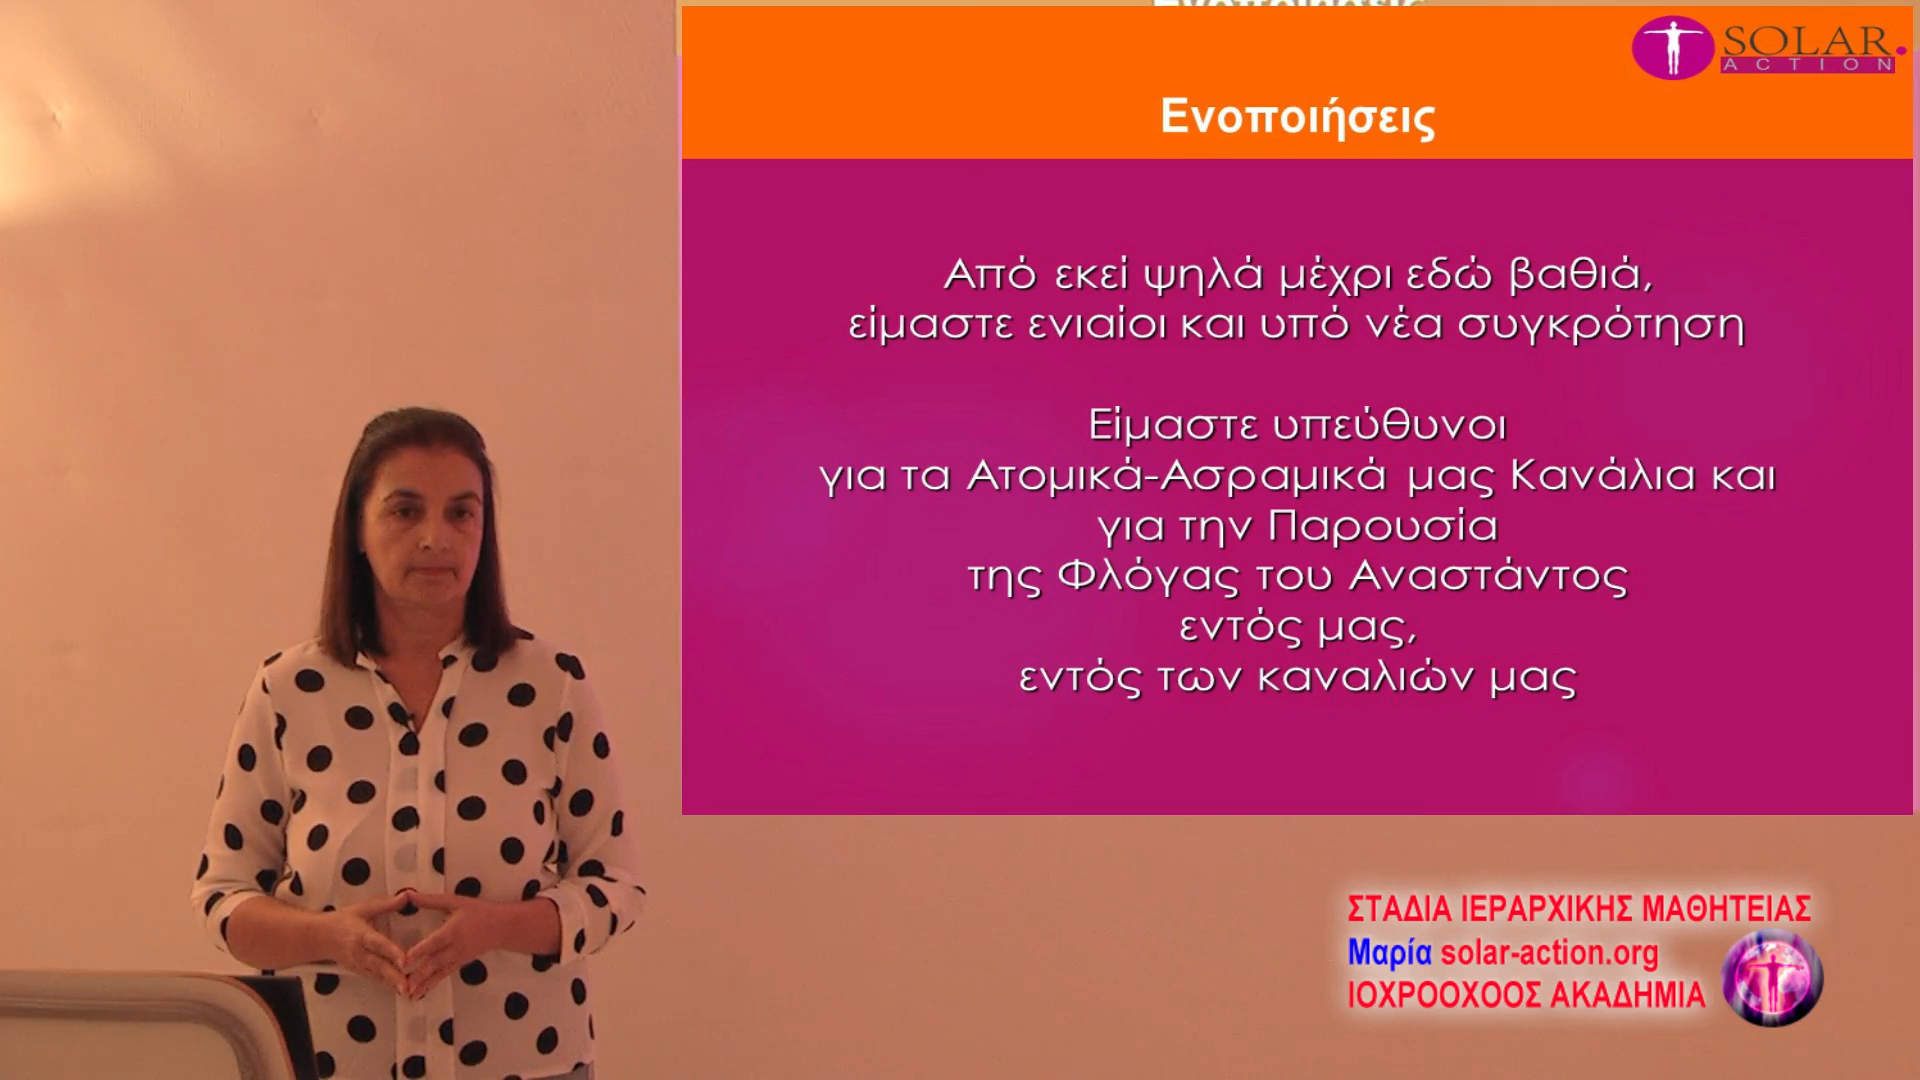 Ενοποιήσεις
SOLAR.
ACTION
Ενοποιήσεις
Από εκεί ψηλά μέχρι εδώ βαθιά,
είμαστε ενιαίοι και υπό νέα συγκρότηση
Είμαστε υπεύθυνοι
για τα Ατομικά-Ασραμικά μας Κανάλια και
για την Παρουσία
της Φλόγας του Αναστάντος
εντός μας,
εντός των καναλιών μας
ΣΤΑΔΙΑ ΙΕΡΑΡΧΙΚΗΣ ΜΑΘΗΤΕΙΑΣ
Μαρία solar-action.org
ΙΟΧΡΟΟΧΟΟΣ ΑΚΑΔΗΜΙΑ